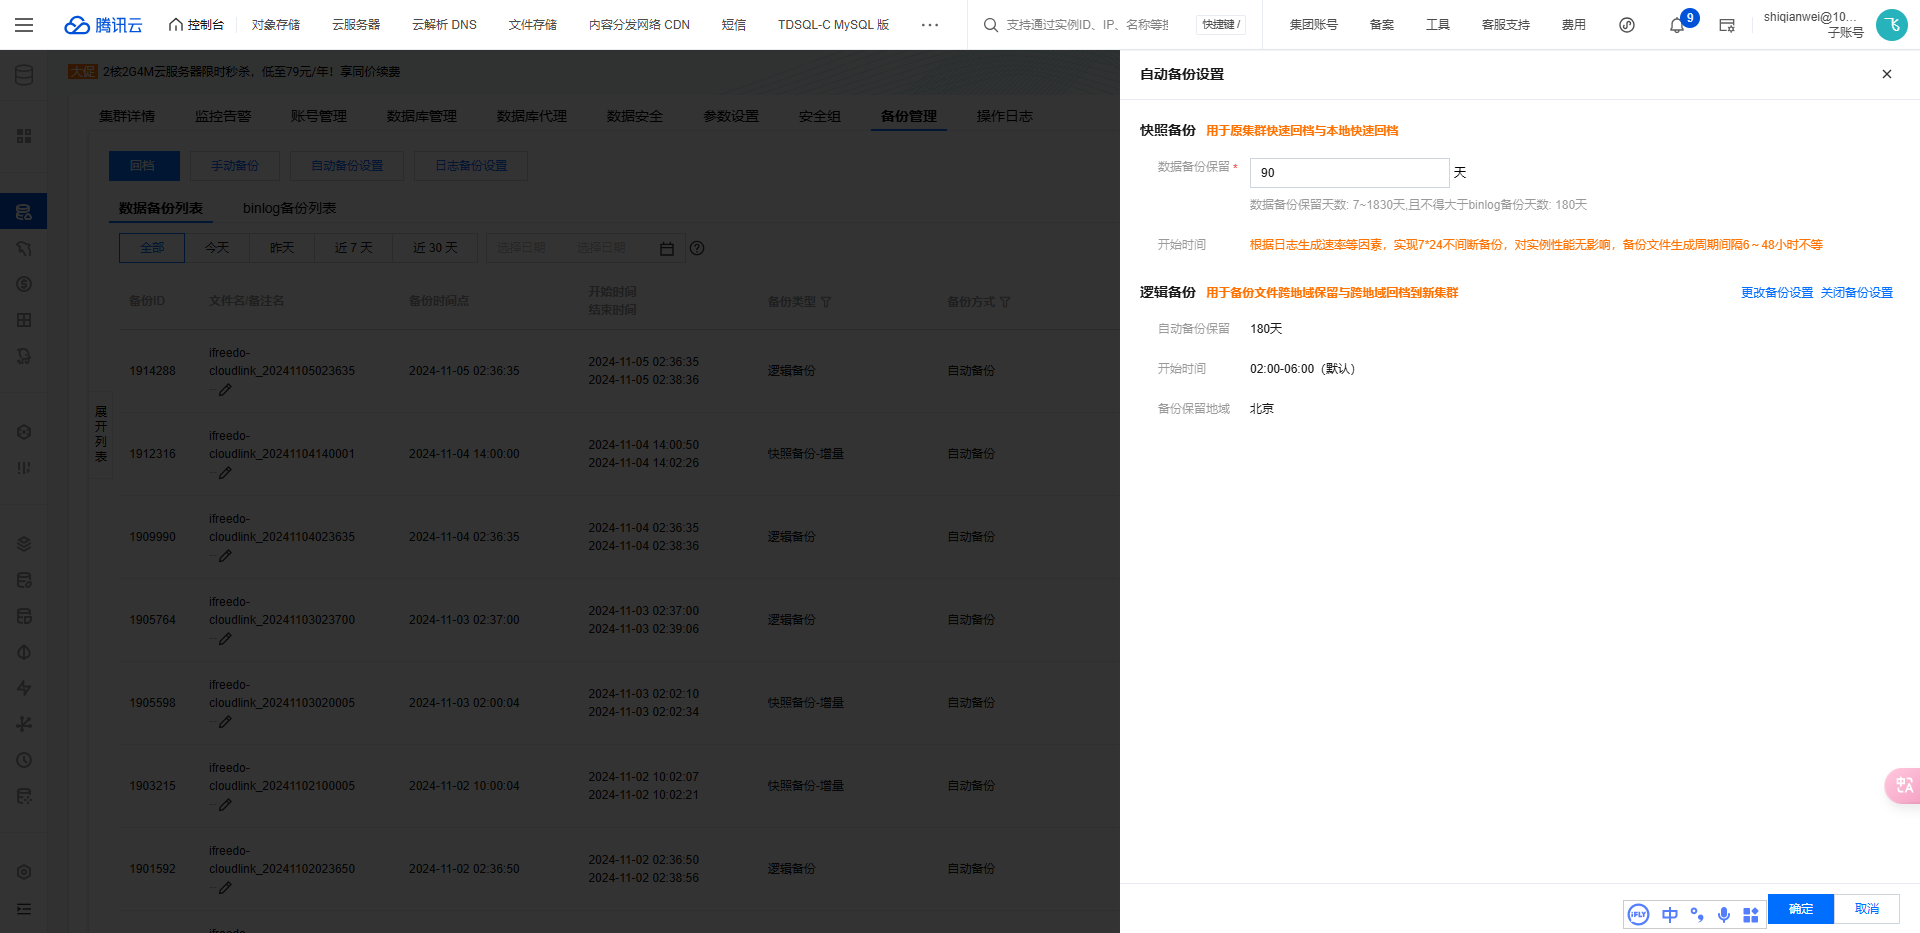 腾讯云
控制台
对象存储
云服务器
云解析 DNS
文件存储
内容分发网络 CDN
短信
TDSQL-C MySQL 版
支持通过实例ID、IP、名称等搜
快捷键 /
集团账号
备案
工具
客服支持
费用
9
shiqianwei@10...
子账号
大促 2核2G4M云服务器限时秒杀，低至79元/年！享同价续费
集群详情
监控告警
账号管理
数据库管理
数据库代理
数据安全
参数设置
安全组
备份管理
操作日志
回档
手动备份
自动备份设置
日志备份设置
数据备份列表
binlog备份列表
全部
今天
昨天
近 7 天
近 30 天
选择日期
选择日期
展开列表
备份ID
文件名/备注名
备份时间点
开始时间
结束时间
备份类型
备份方式
1914288
ifreedo-
cloudlink_20241105023635
2024-11-05 02:36:35
2024-11-05 02:36:35
2024-11-05 02:38:36
逻辑备份
自动备份
1912316
ifreedo-
cloudlink_20241104140001
2024-11-04 14:00:00
2024-11-04 14:00:50
2024-11-04 14:02:26
快照备份-增量
自动备份
1909990
ifreedo-
cloudlink_20241104023635
2024-11-04 02:36:35
2024-11-04 02:36:35
2024-11-04 02:38:36
逻辑备份
自动备份
1905764
ifreedo-
cloudlink_20241103023700
2024-11-03 02:37:00
2024-11-03 02:37:00
2024-11-03 02:39:06
逻辑备份
自动备份
1905598
ifreedo-
cloudlink_20241103020005
2024-11-03 02:00:04
2024-11-03 02:02:10
2024-11-03 02:02:34
快照备份-增量
自动备份
1903215
ifreedo-
cloudlink_20241102100005
2024-11-02 10:00:04
2024-11-02 10:02:07
2024-11-02 10:02:21
快照备份-增量
自动备份
1901592
ifreedo-
cloudlink_20241102023650
2024-11-02 02:36:50
2024-11-02 02:36:50
2024-11-02 02:38:56
逻辑备份
自动备份
自动备份设置
快照备份 用于原集群快速回档与本地快速回档
数据备份保留 * 90 天
数据备份保留天数: 7~1830天,且不得大于binlog备份天数: 180天
开始时间 根据日志生成速率等因素，实现7*24不间断备份，对实例性能无影响，备份文件生成周期间隔6～48小时不等
逻辑备份 用于备份文件跨地域保留与跨地域回档到新集群
更改备份设置 关闭备份设置
自动备份保留 180天
开始时间 02:00-06:00（默认）
备份保留地域 北京
iFLY
中
确定
取消